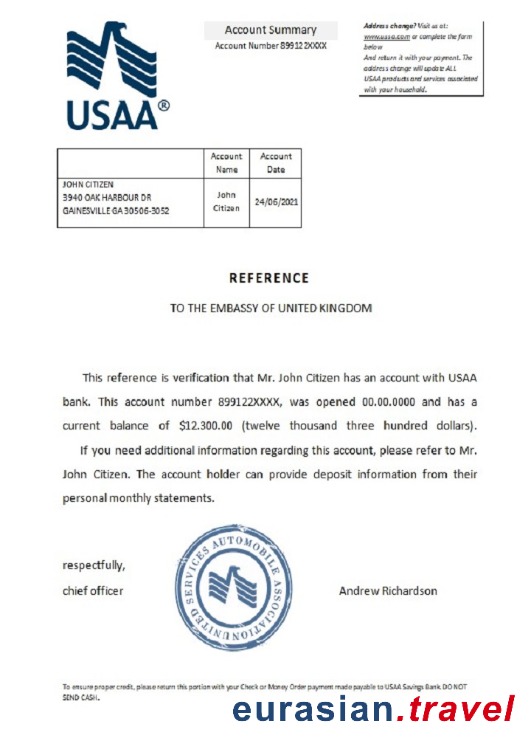 USAA®
Account Summary
Account Number 899122XXXX
Address change? Visit us at:
www.usaa.com or complete the form
below
And return it with your payment. The
address change will update ALL
USAA products and services associated
with your household.
Account Name
Account Date
JOHN CITIZEN
3940 OAK HARBOUR DR
GAINESVILLE GA 30506-3052
John Citizen
24/06/2021
REFERENCE
TO THE EMBASSY OF UNITED KINGDOM
This reference is verification that Mr. John Citizen has an account with USAA
bank. This account number 899122XXXX, was opened 00.00.0000 and has a
current balance of $12.300.00 (twelve thousand three hundred dollars).
If you need additional information regarding this account, please refer to Mr.
John Citizen. The account holder can provide deposit information from their
personal monthly statements.
respectfully,
chief officer
UNITED SERVICES AUTOMOBILE ASSOCIATION
Andrew Richardson
To ensure proper credit, please return this portion with your Check or Money Order payment made payable to USAA Savings Bank DO NOT
SEND CASH.
eurasian.travel